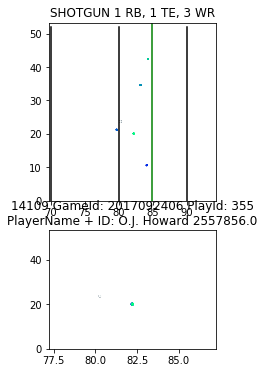 SHOTGUN 1 RB, 1 TE, 3 WR
50
40
30
20
10
0
70 75 80 85 90
14109 GameId: 2017092406 PlayId: 355
PlayerName + ID: O.J. Howard 2557856.0
40
20
0
77.5 80.0 82.5 85.0